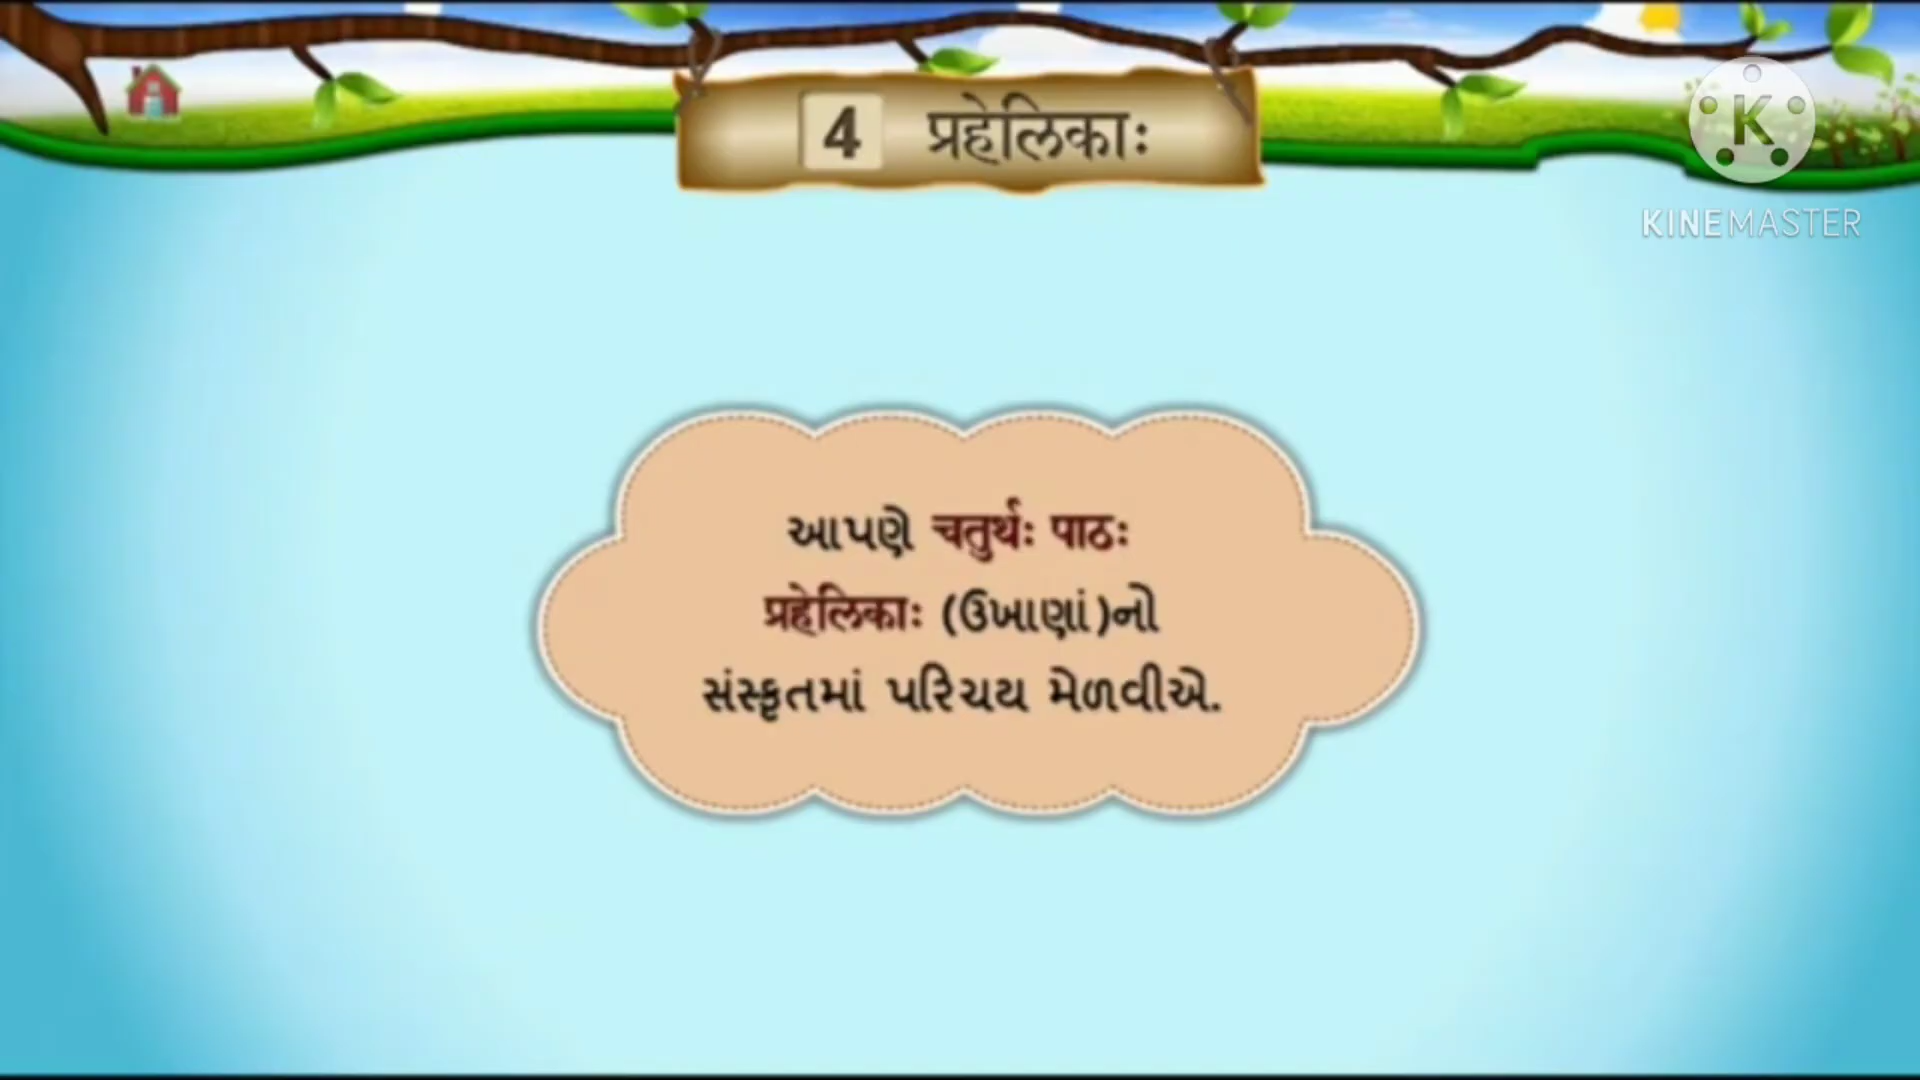 4 प्रहेलिकाः
KINEMASTER
આપણે चतुर्थः पाठः
प्रहेलिकाः (ઉખાણાં)નો
સંસ્કૃતમાં પરિચય મેળવીએ.